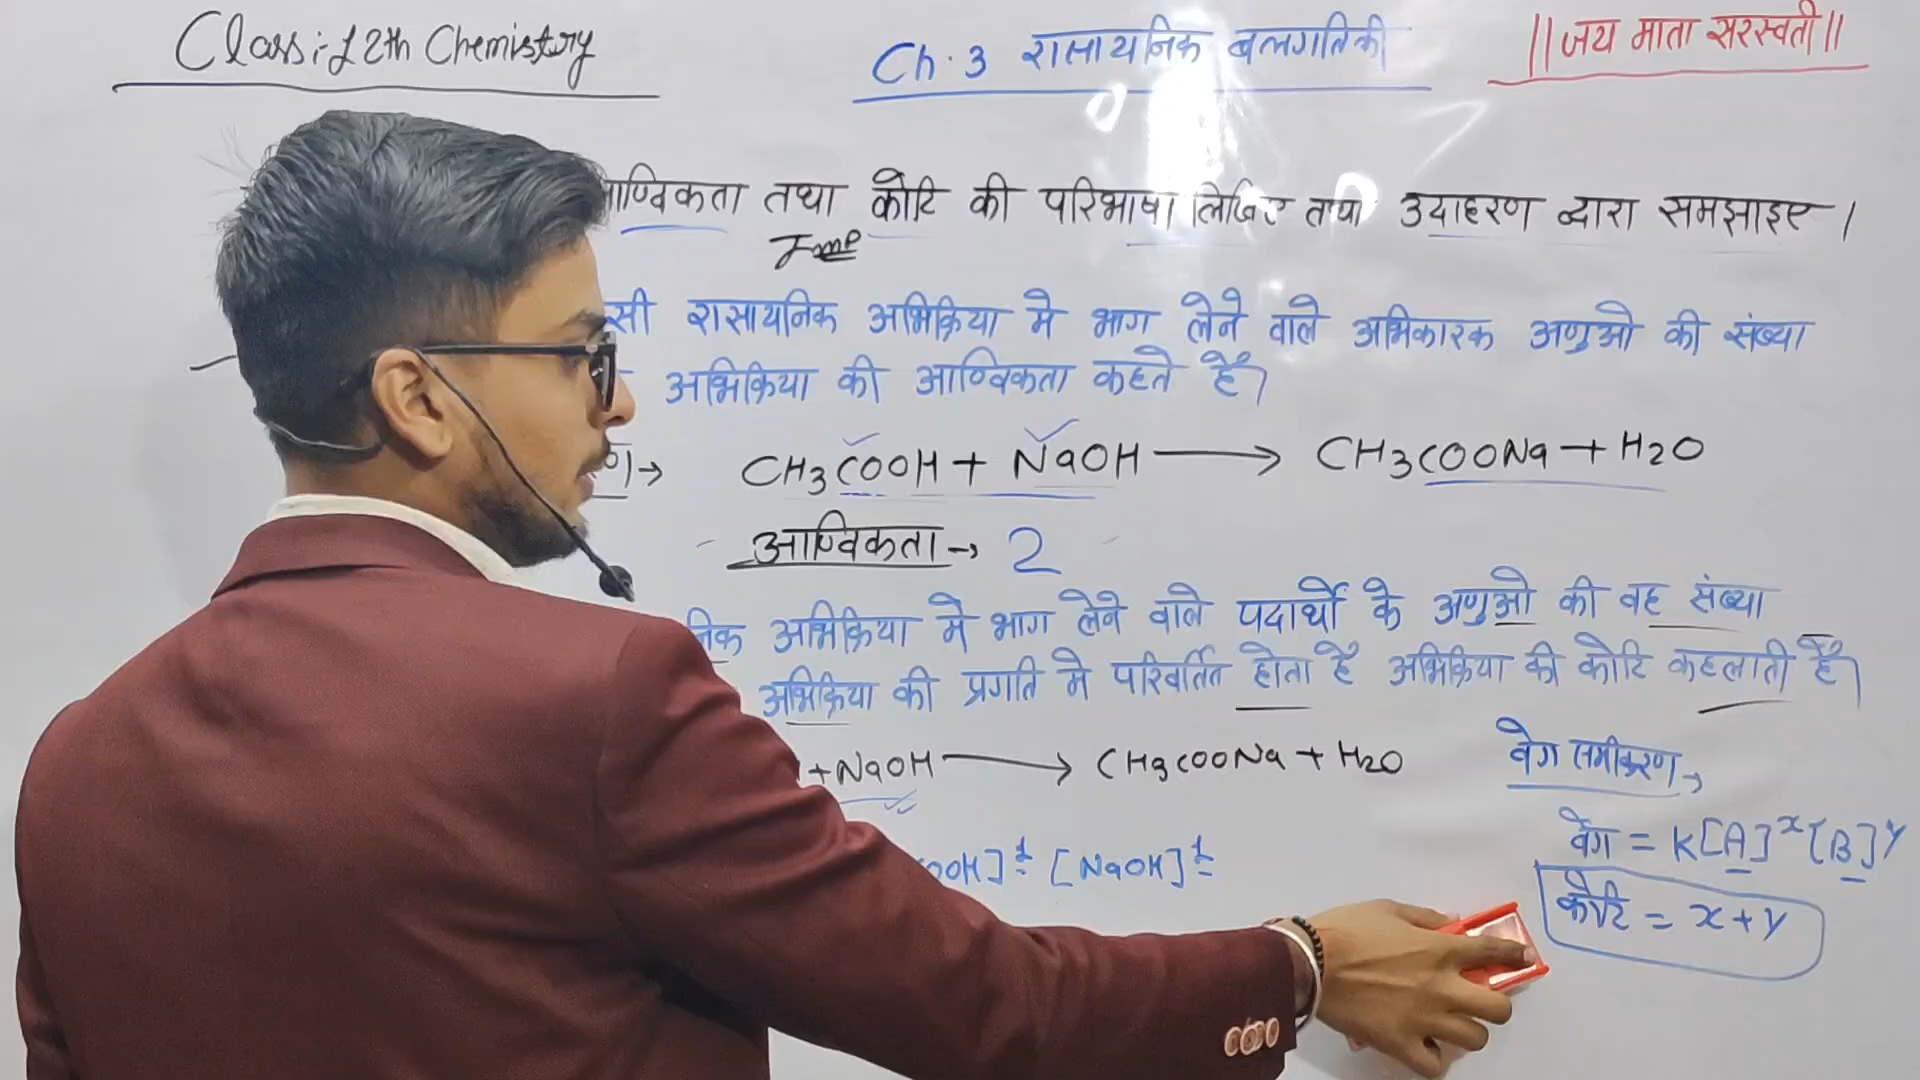 Class:-12th Chemistry
Ch.3 रासायनिक बलगतिकी
||जय माता सरस्वती||
ाण्विकता तथा कोटि की परिभाषा लिखिए तथा उदाहरण द्वारा समझाइए।
Imp
सी रासायनिक अभिक्रिया मे भाग लेने वाले अभिकारक अणुओ की संख्या
अभिक्रिया की आण्विकता कहते है।
CH3COOH + NaOH → CH3COONa + H2O
आण्विकता → 2
निक अभिक्रिया मे भाग लेने वाले पदार्थो के अणुओ की वह संख्या
अभिक्रिया की प्रगति मे परिवर्तित होता है अभिक्रिया की कोटि कहलाती है।
+NaOH → CH3COONa + H2O
वेग समीकरण →
OOH]¹ [NaOH]¹
वेग = K[A]ˣ[B]ʸ
कोटि = x+y